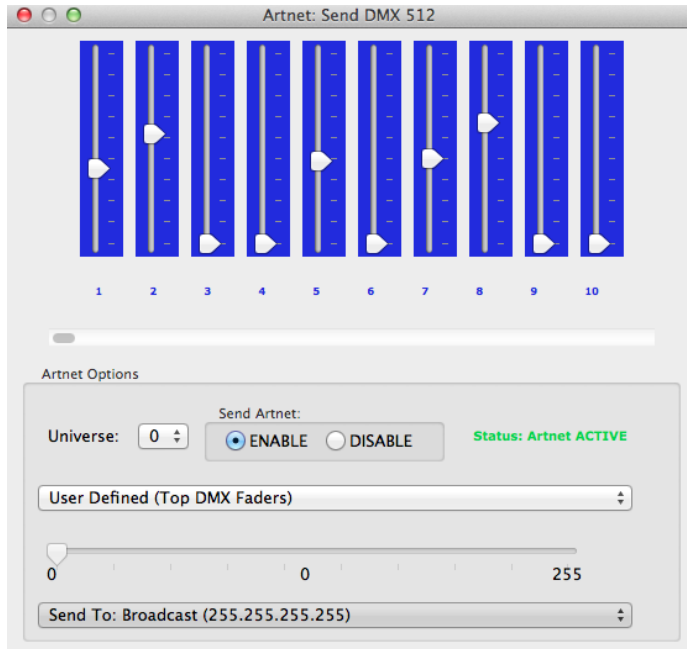 Artnet: Send DMX 512
1 2 3 4 5 6 7 8 9 10
Artnet Options
Send Artnet:
Universe: 0 ENABLE DISABLE Status: Artnet ACTIVE
User Defined (Top DMX Faders)
0 0 255
Send To: Broadcast (255.255.255.255)